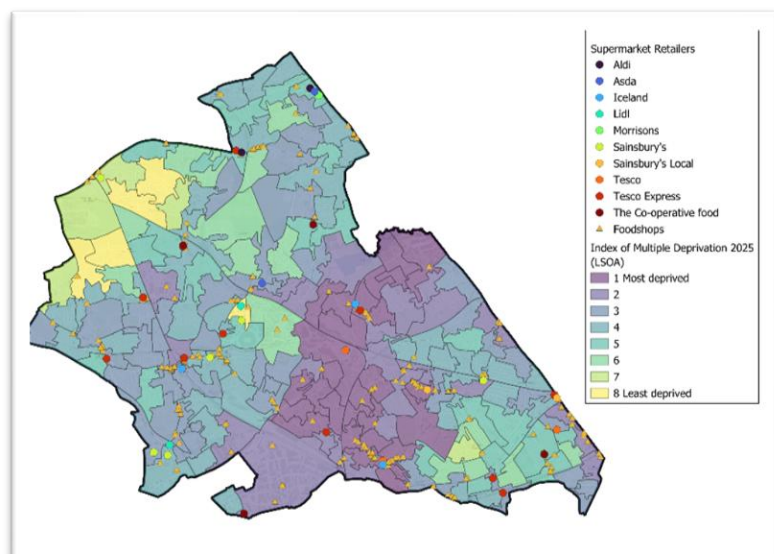 Supermarket Retailers
Aldi
Asda
Iceland
Lidl
Morrisons
Sainsbury's
Sainsbury's Local
Tesco
Tesco Express
The Co-operative food
Foodshops
Index of Multiple Deprivation 2025
(LSOA)
1 Most deprived
2
3
4
5
6
7
8 Least deprived